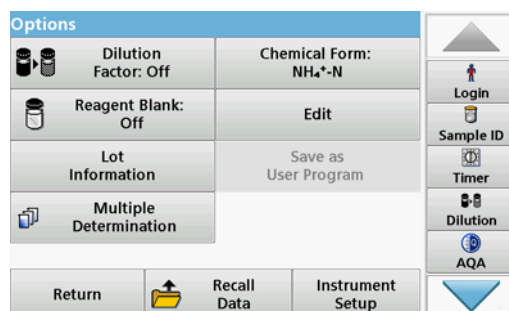 Options
Dilution
Factor: Off
Chemical Form:
NH₄⁺-N
Reagent Blank:
Off
Edit
Lot
Information
Save as
User Program
Multiple
Determination
Return
Recall
Data
Instrument
Setup
Login
Sample ID
Timer
Dilution
AQA